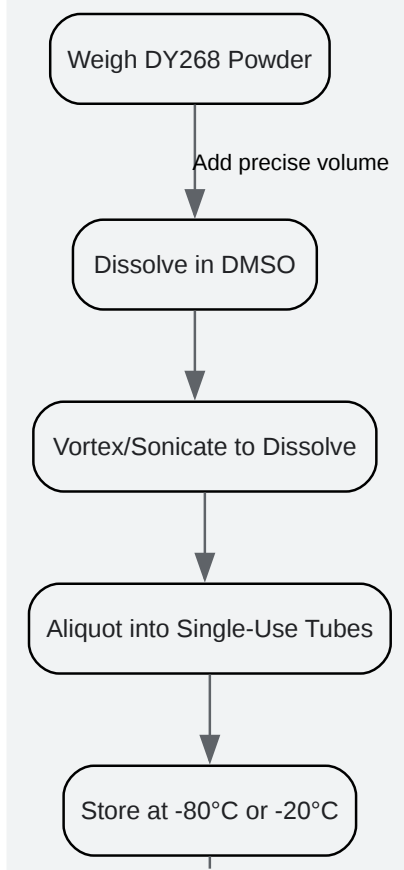 Weigh DY268 Powder
Add precise volume
Dissolve in DMSO
Vortex/Sonicate to Dissolve
Aliquot into Single-Use Tubes
Store at -80°C or -20°C